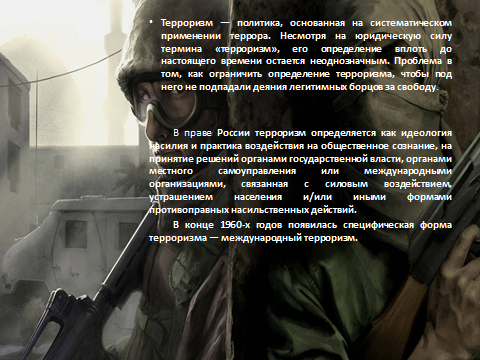 • Терроризм — политика, основанная на систематическом
применении террора. Несмотря на юридическую силу
термина «терроризм», его определение вплоть до
настоящего времени остается неоднозначным. Проблема в
том, как ограничить определение терроризма, чтобы под
него не подпадали деяния легитимных борцов за свободу.
В праве России терроризм определяется как идеология
насилия и практика воздействия на общественное сознание, на
принятие решений органами государственной власти, органами
местного самоуправления или международными
организациями, связанная с силовым воздействием,
устрашением населения и/или иными формами
противоправных насильственных действий.
В конце 1960-х годов появилась специфическая форма
терроризма — международный терроризм.